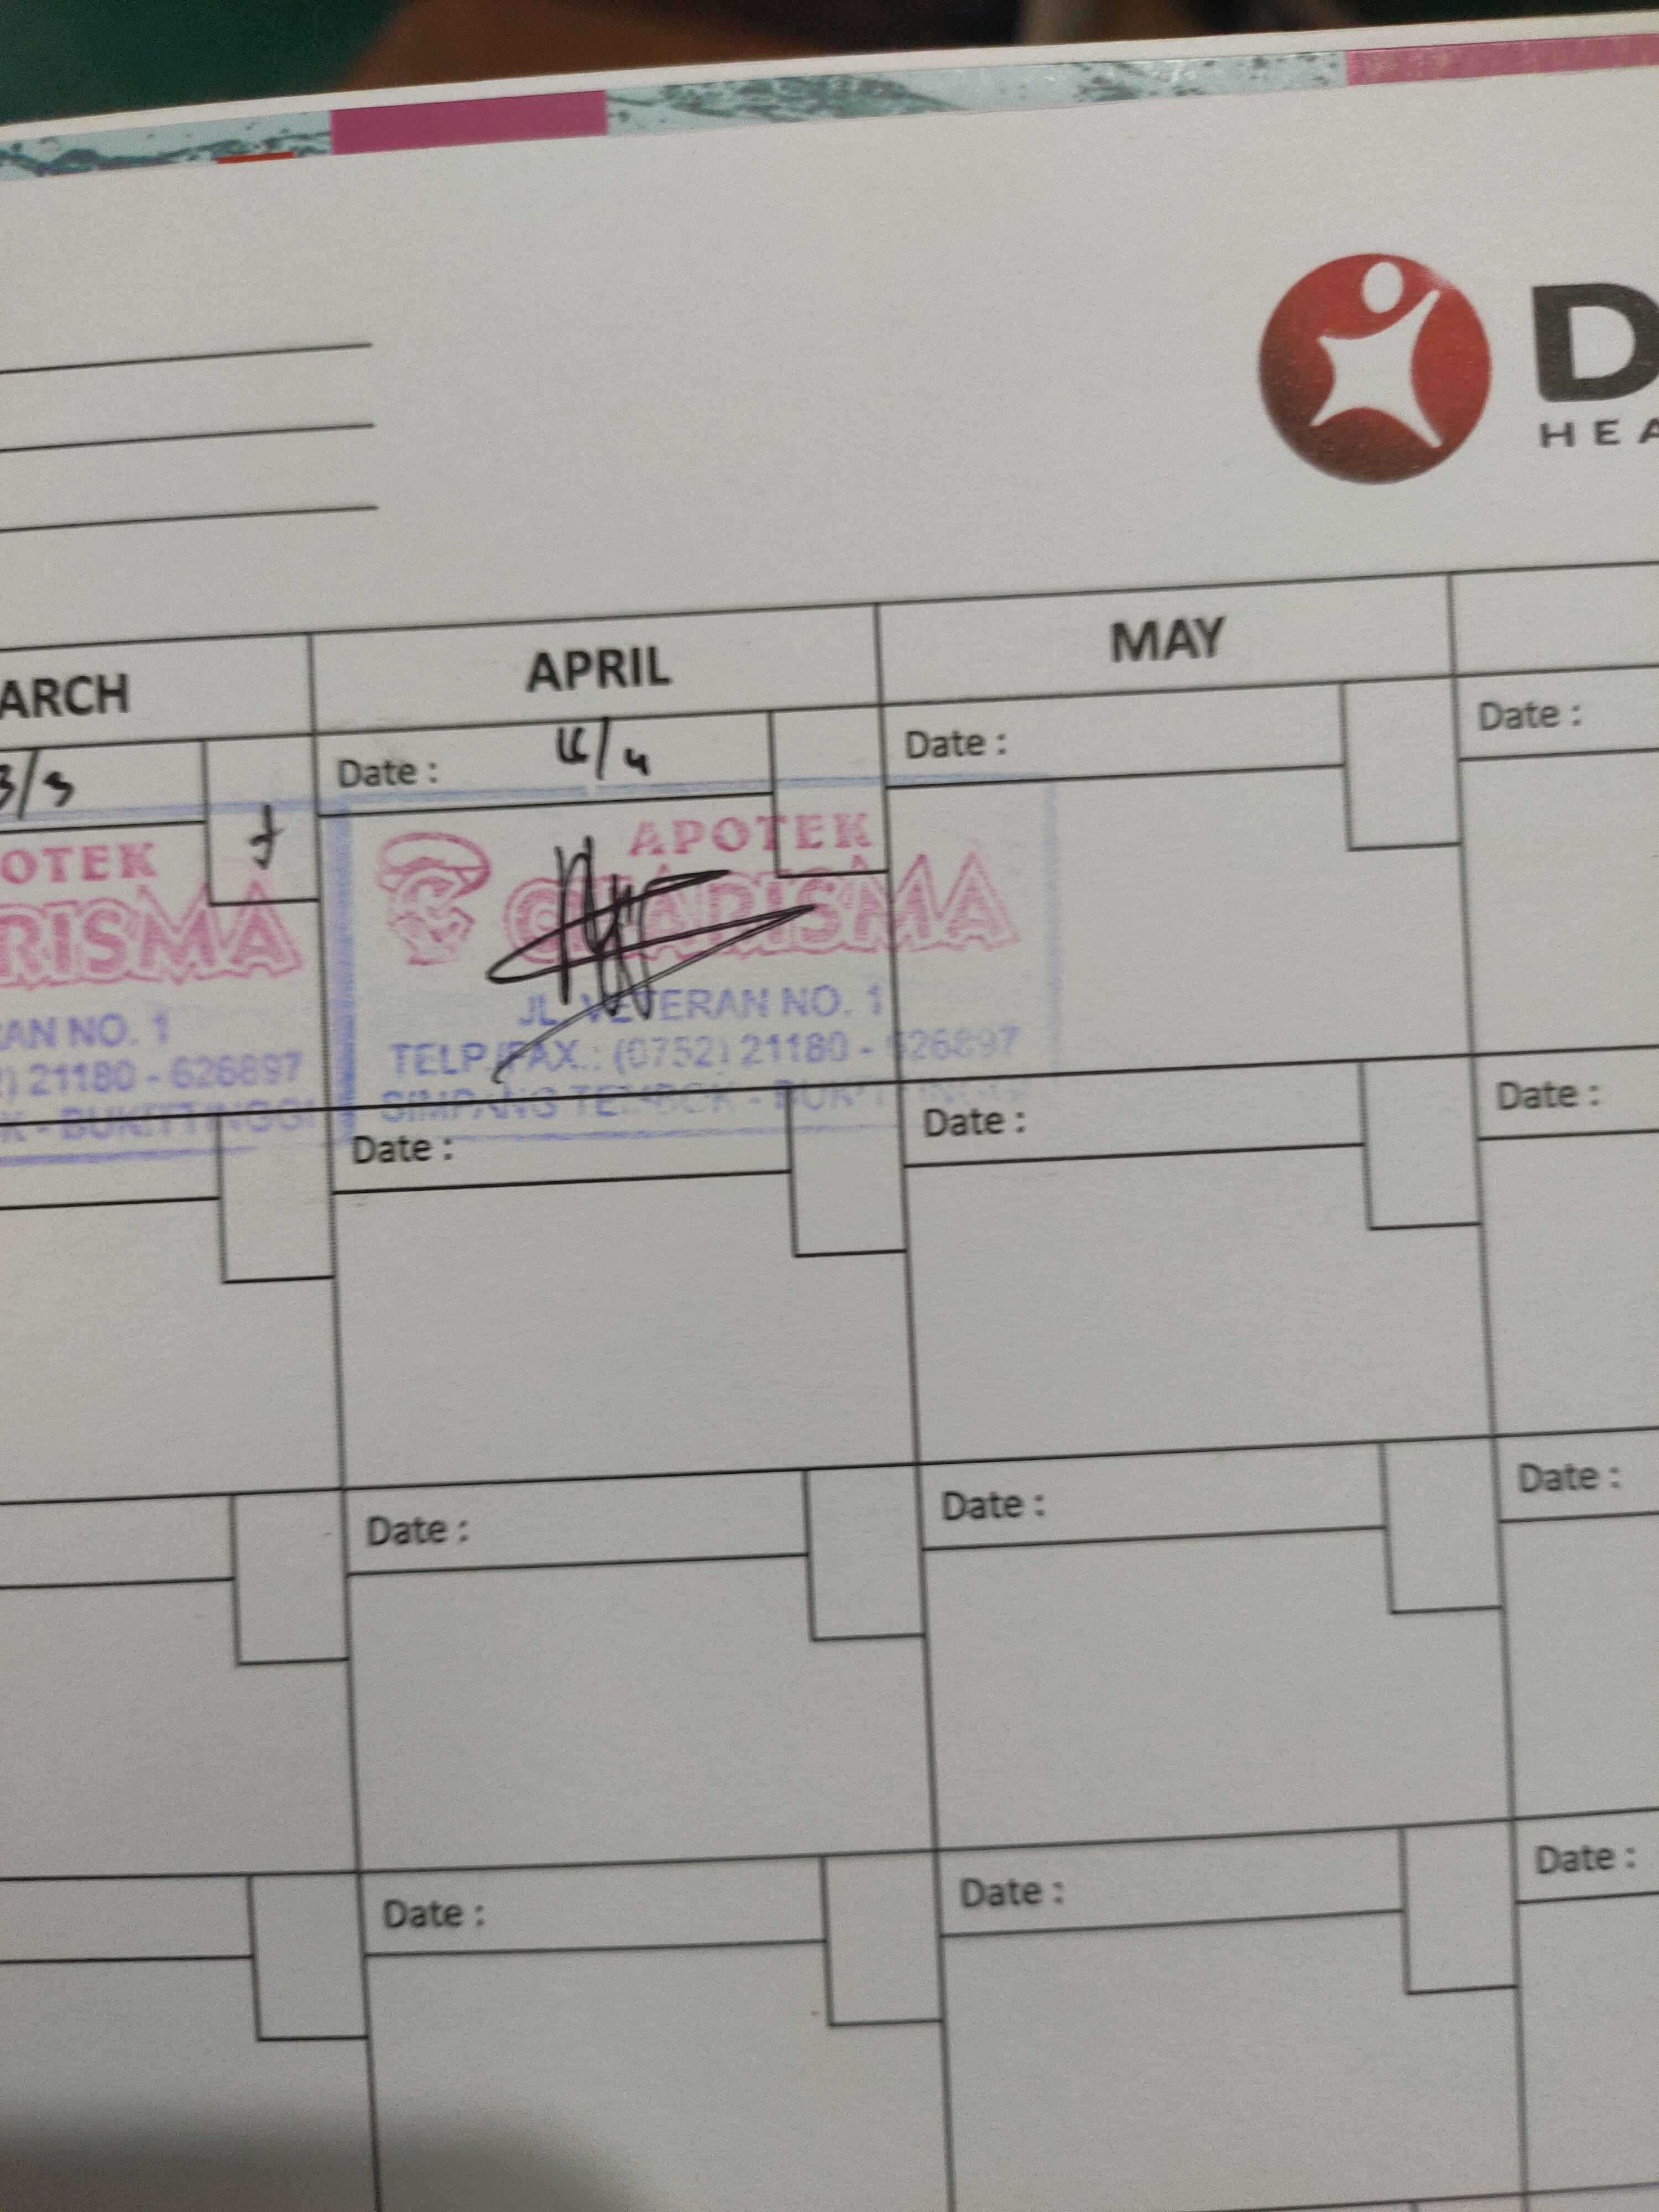 D
HEA
ARCH
APRIL
MAY
3/3
Date :
/4
Date :
Date :
OTEK
RISMA
AN NO. 1
21180 - 626897
K - BUKITTINGGI
APOTEK
CHARISMA
JL. VETERAN NO. 1
TELP./FAX.: (0752) 21180 - 626897
SIMPANG TEMBOK - BUKITTINGGI
Date :
Date :
Date :
Date :
Date :
Date :
Date :
Date :
Date :